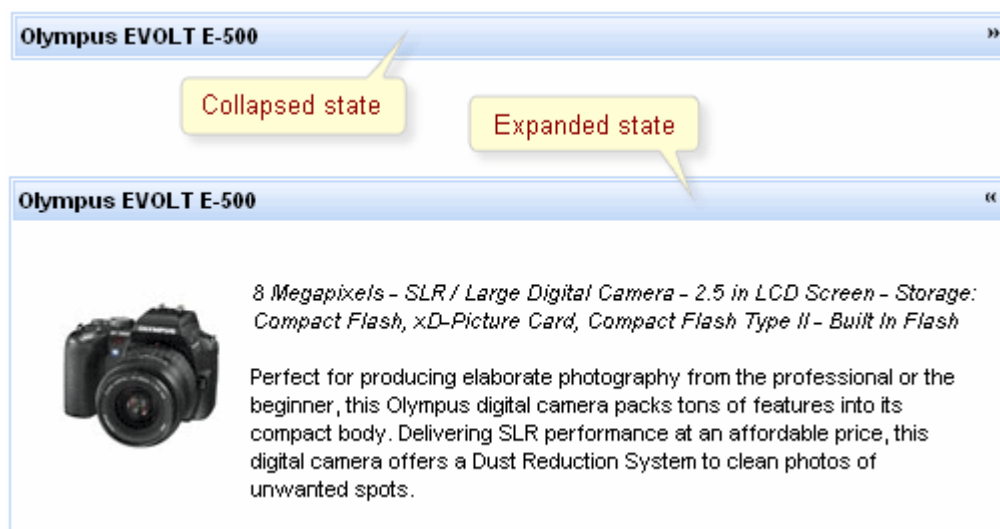 Olympus EVOLT E-500 »
Collapsed state
Expanded state
Olympus EVOLT E-500 «
8 Megapixels - SLR / Large Digital Camera - 2.5 in LCD Screen - Storage:
Compact Flash, xD-Picture Card, Compact Flash Type II - Built In Flash
Perfect for producing elaborate photography from the professional or the
beginner, this Olympus digital camera packs tons of features into its
compact body. Delivering SLR performance at an affordable price, this
digital camera offers a Dust Reduction System to clean photos of
unwanted spots.
OLYMPUS